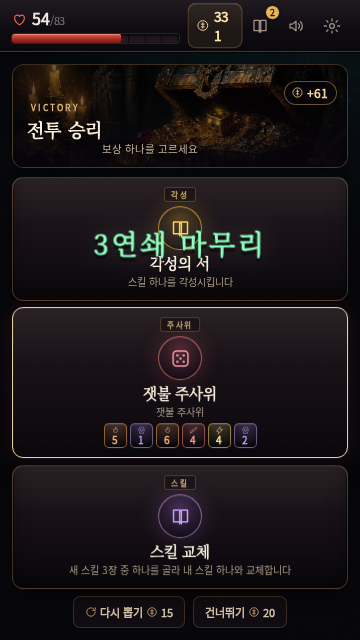 54/83
33
1
2
VICTORY
전투 승리
보상 하나를 고르세요
+61
각성
3연쇄 마무리
각성의 서
스킬 하나를 각성시킵니다
주사위
잿불 주사위
잿불 주사위
5 1 6 4 4 2
스킬
스킬 교체
새 스킬 3장 중 하나를 골라 내 스킬 하나와 교체합니다
다시 뽑기 15
건너뛰기 20